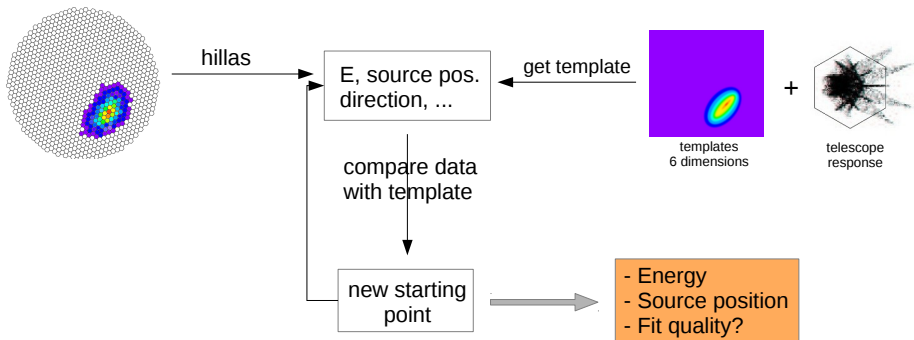 hillas
E, source pos.
direction, ...
get template
+
templates
6 dimensions
telescope
response
compare data
with template
new starting
point
- Energy
- Source position
- Fit quality?